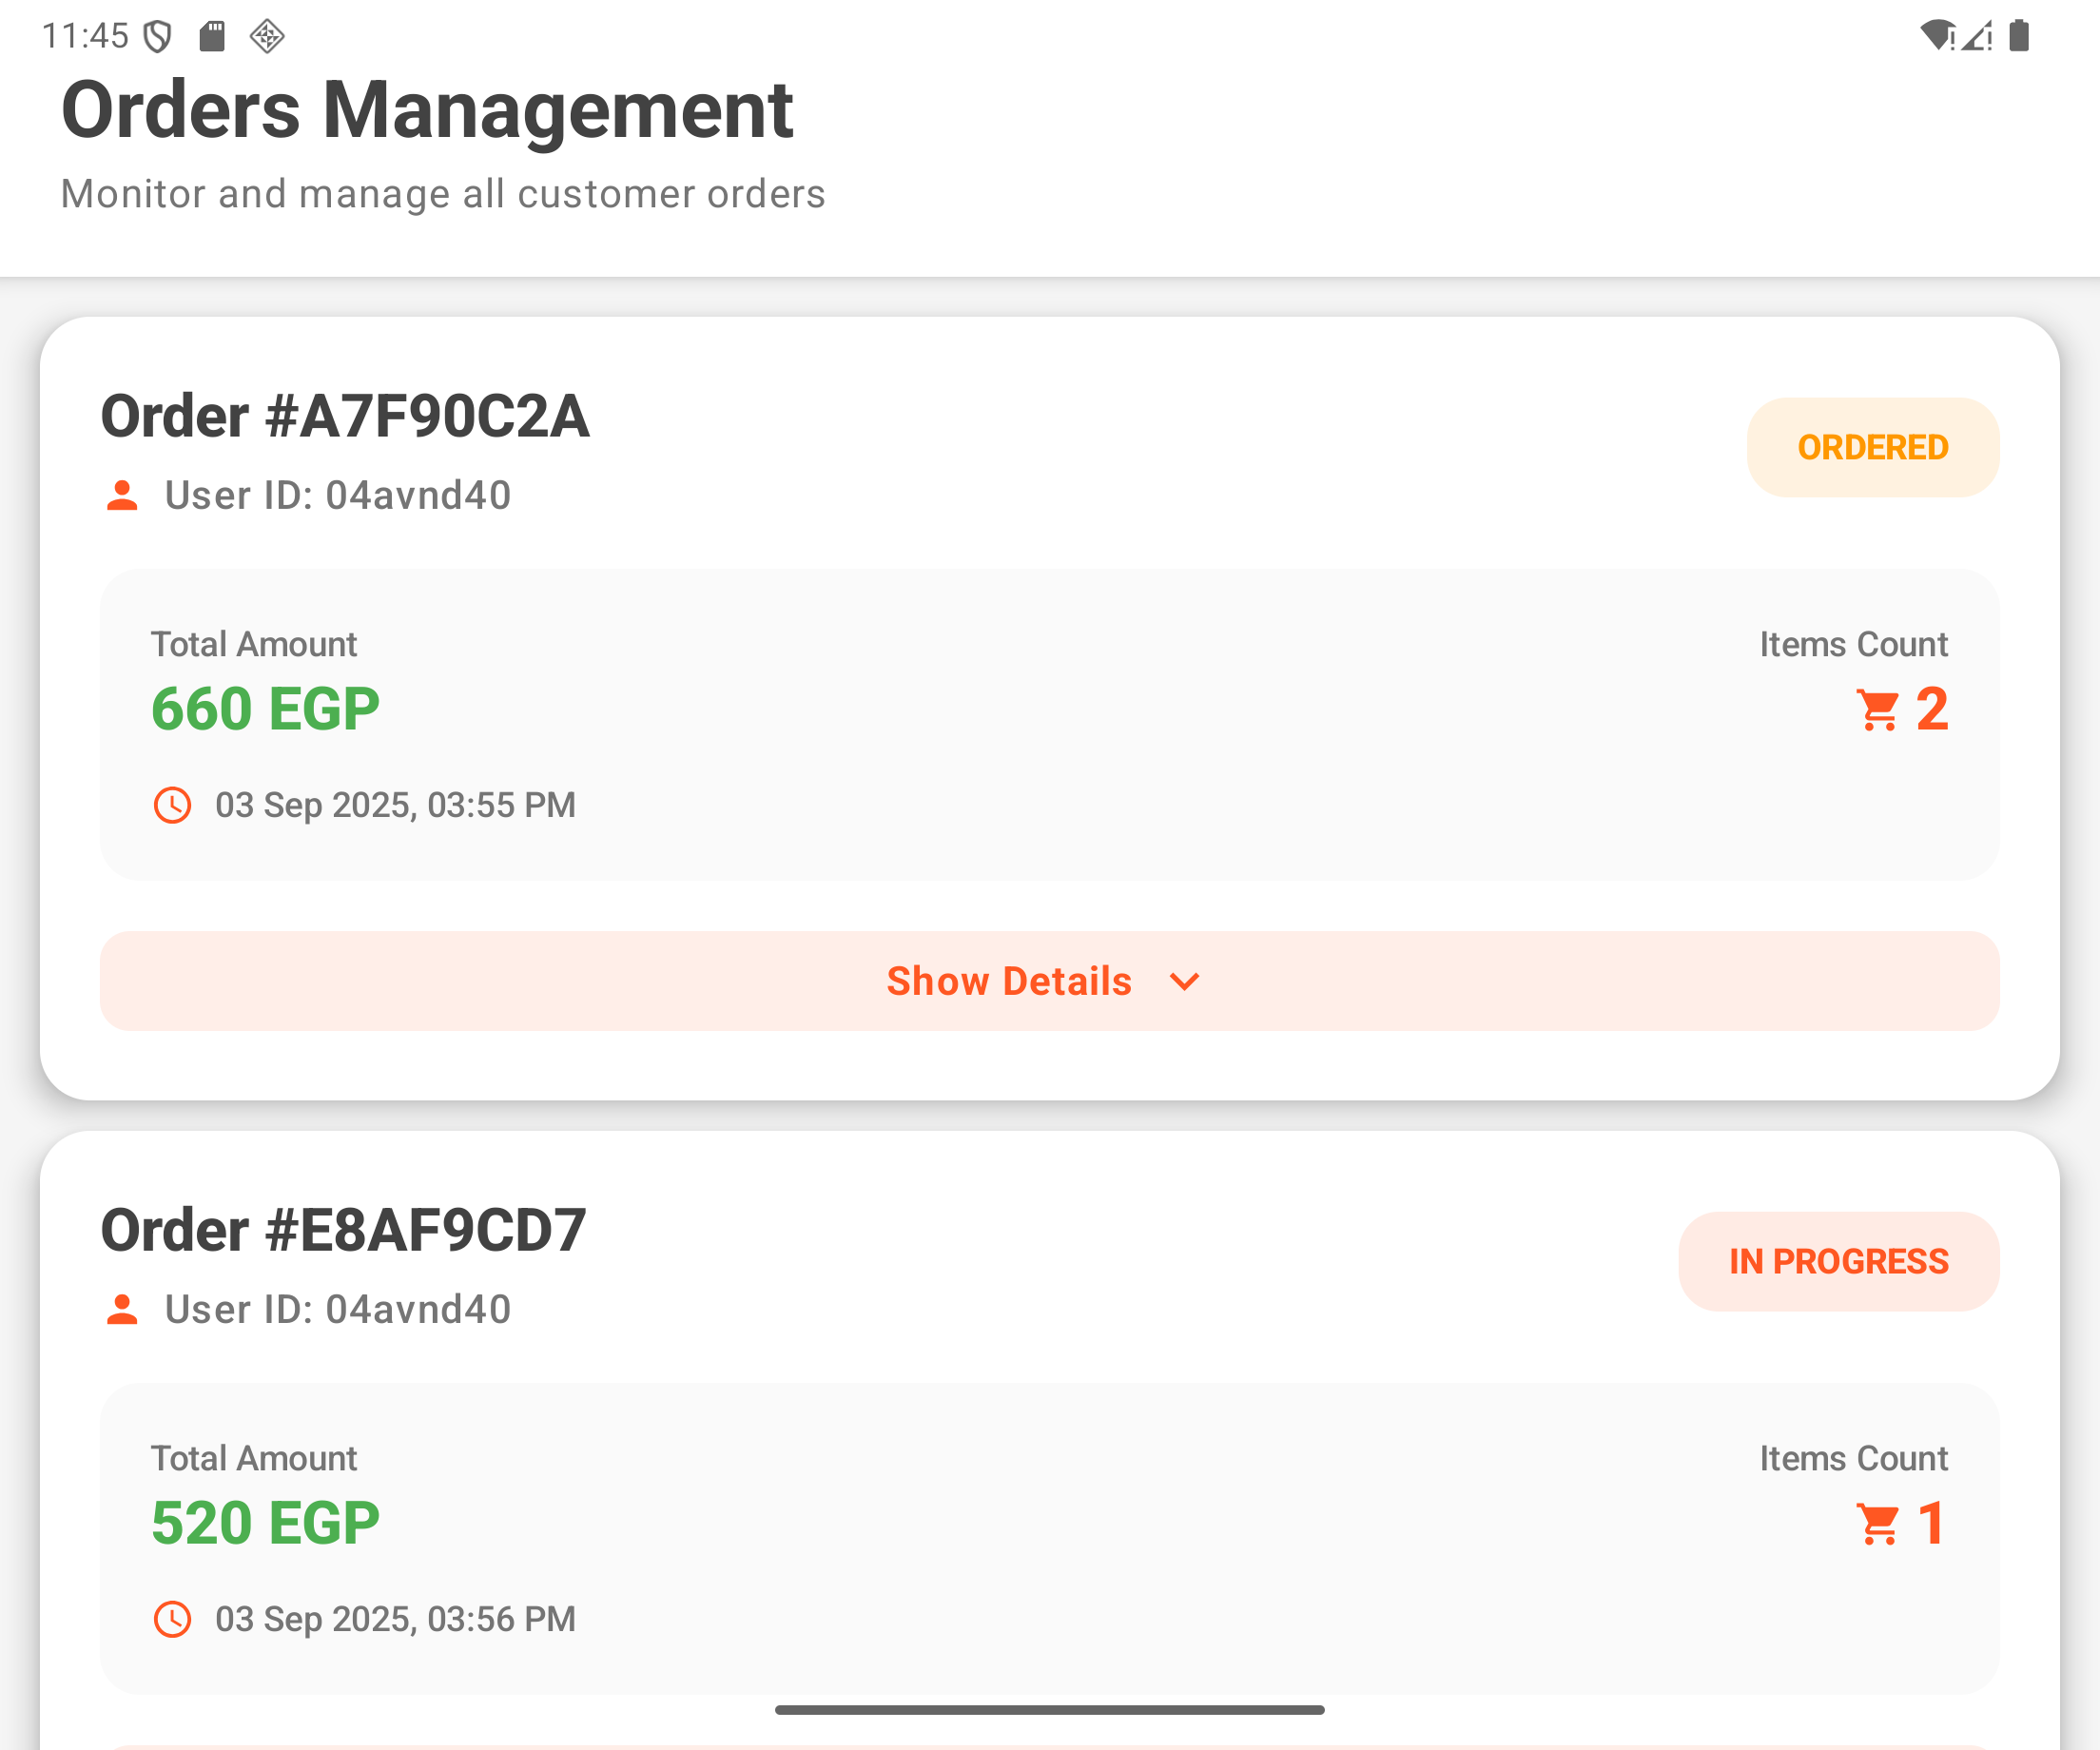 11:45
Orders Management
Monitor and manage all customer orders
Order #A7F90C2A
ORDERED
User ID: 04avnd40
Total Amount
Items Count
660 EGP
2
03 Sep 2025, 03:55 PM
Show Details
Order #E8AF9CD7
IN PROGRESS
User ID: 04avnd40
Total Amount
Items Count
520 EGP
1
03 Sep 2025, 03:56 PM